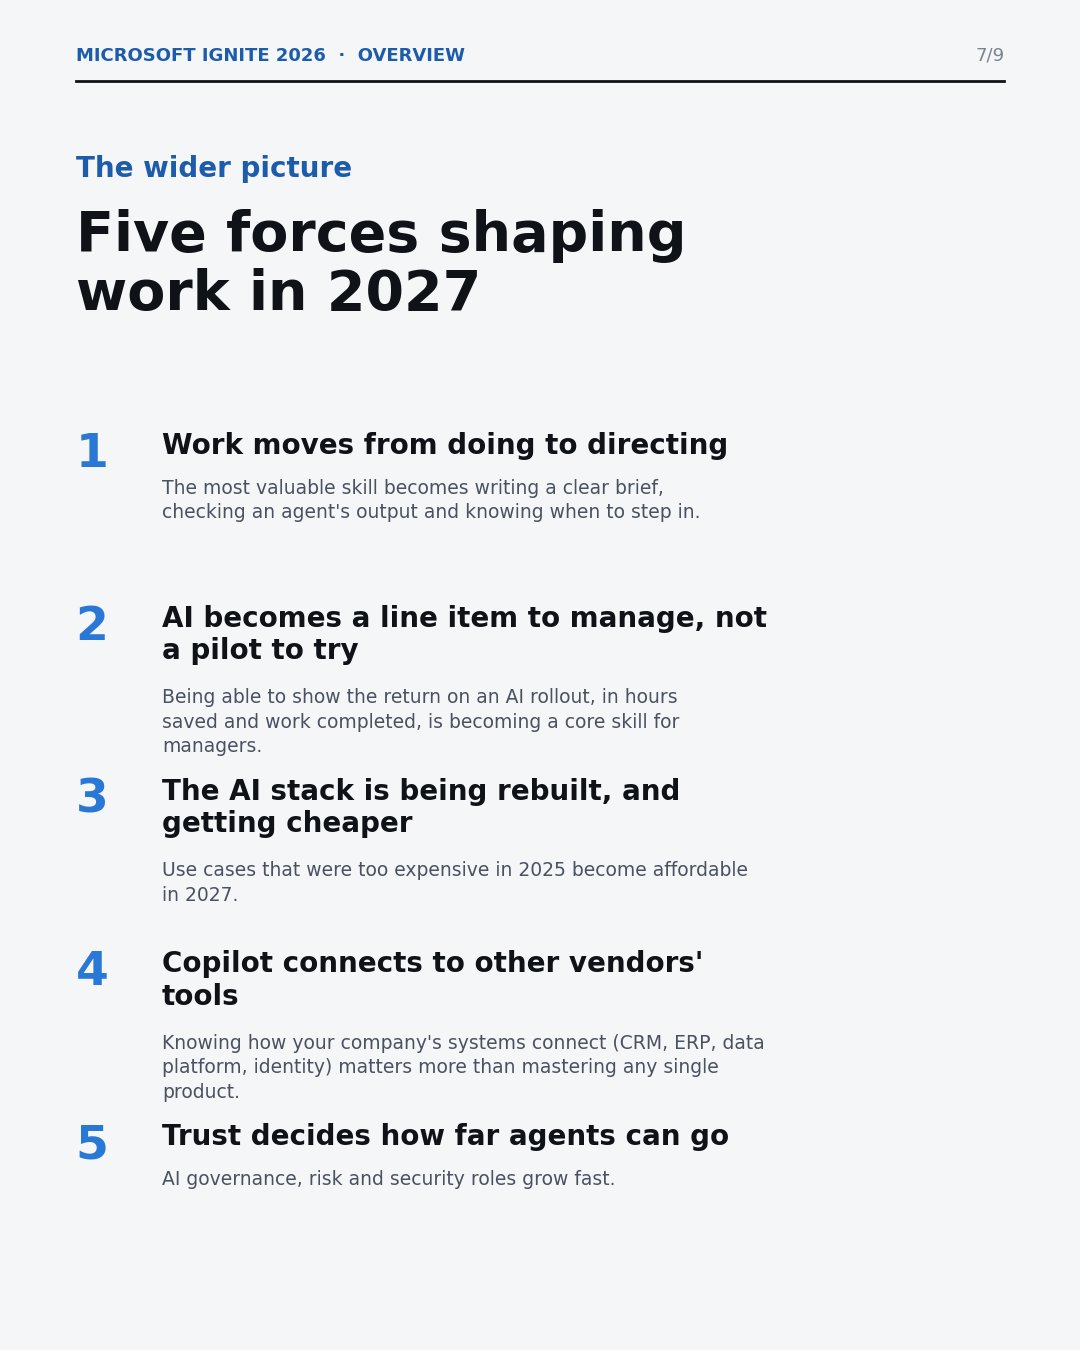 MICROSOFT IGNITE 2026 · OVERVIEW
7/9
The wider picture
Five forces shaping
work in 2027
1
Work moves from doing to directing
The most valuable skill becomes writing a clear brief,
checking an agent's output and knowing when to step in.
2
AI becomes a line item to manage, not
a pilot to try
Being able to show the return on an AI rollout, in hours
saved and work completed, is becoming a core skill for
managers.
3
The AI stack is being rebuilt, and
getting cheaper
Use cases that were too expensive in 2025 become affordable
in 2027.
4
Copilot connects to other vendors'
tools
Knowing how your company's systems connect (CRM, ERP, data
platform, identity) matters more than mastering any single
product.
5
Trust decides how far agents can go
AI governance, risk and security roles grow fast.